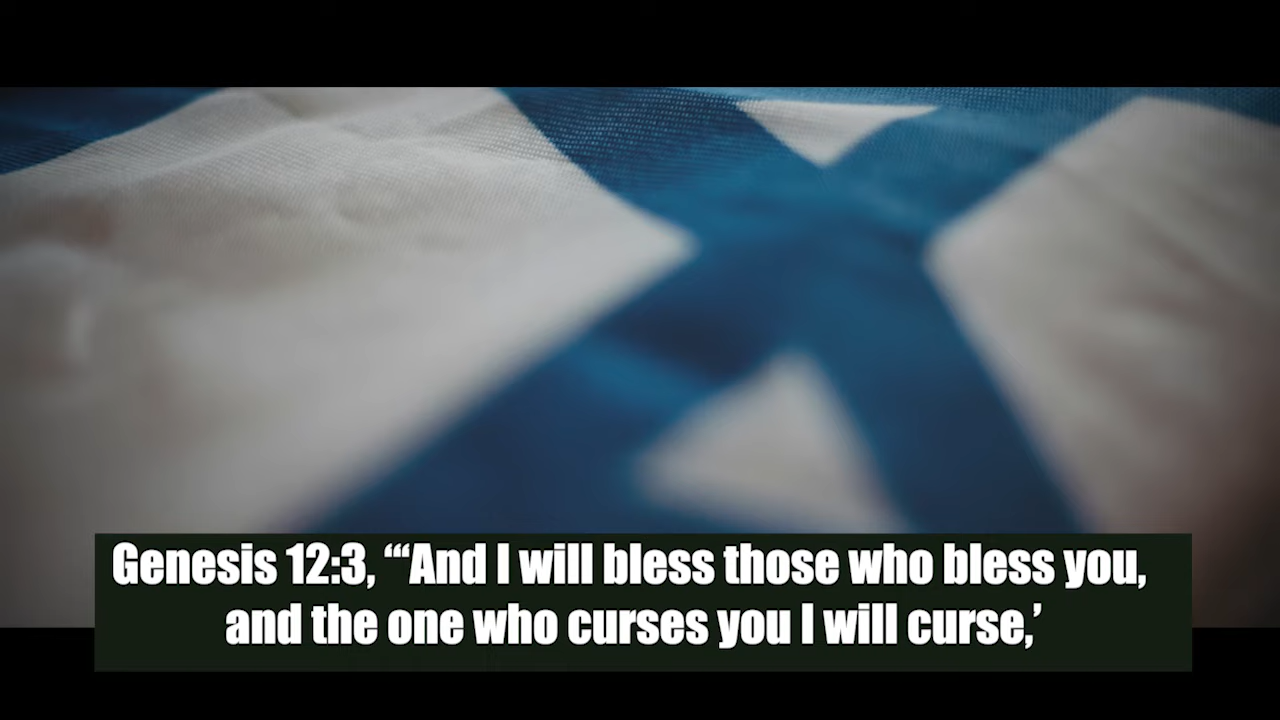 Genesis 12:3, “‘And I will bless those who bless you,
and the one who curses you I will curse,’